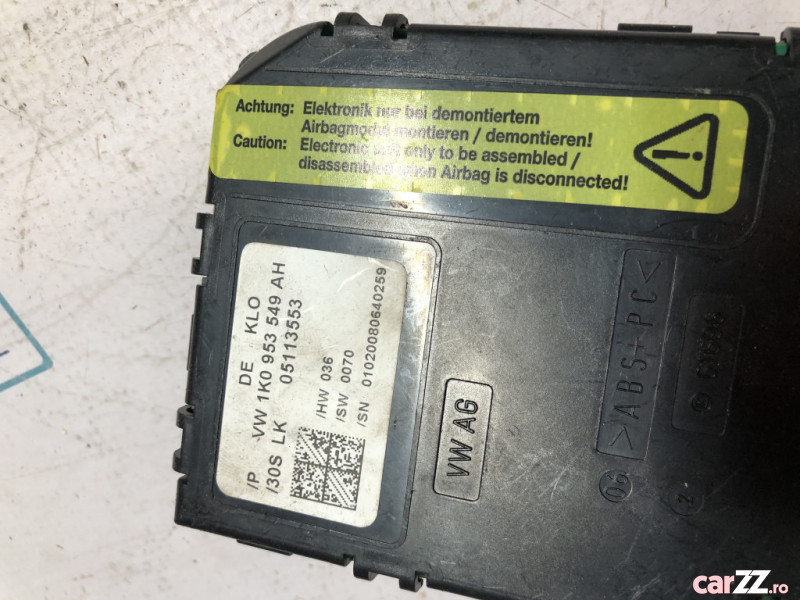 Achtung: Elektronik nur bei demontiertem
Airbagmodul montieren / demontieren!
Caution: Electronic unit only to be assembled /
disassembled when Airbag is disconnected!
DE KLO
/P VW 1K0 953 549 AH
/30S LK 05113553
/HW 036
/SW 0070
/SN 01020080640259
VW AG
>ABS+PC<
06
2
carZZ.ro